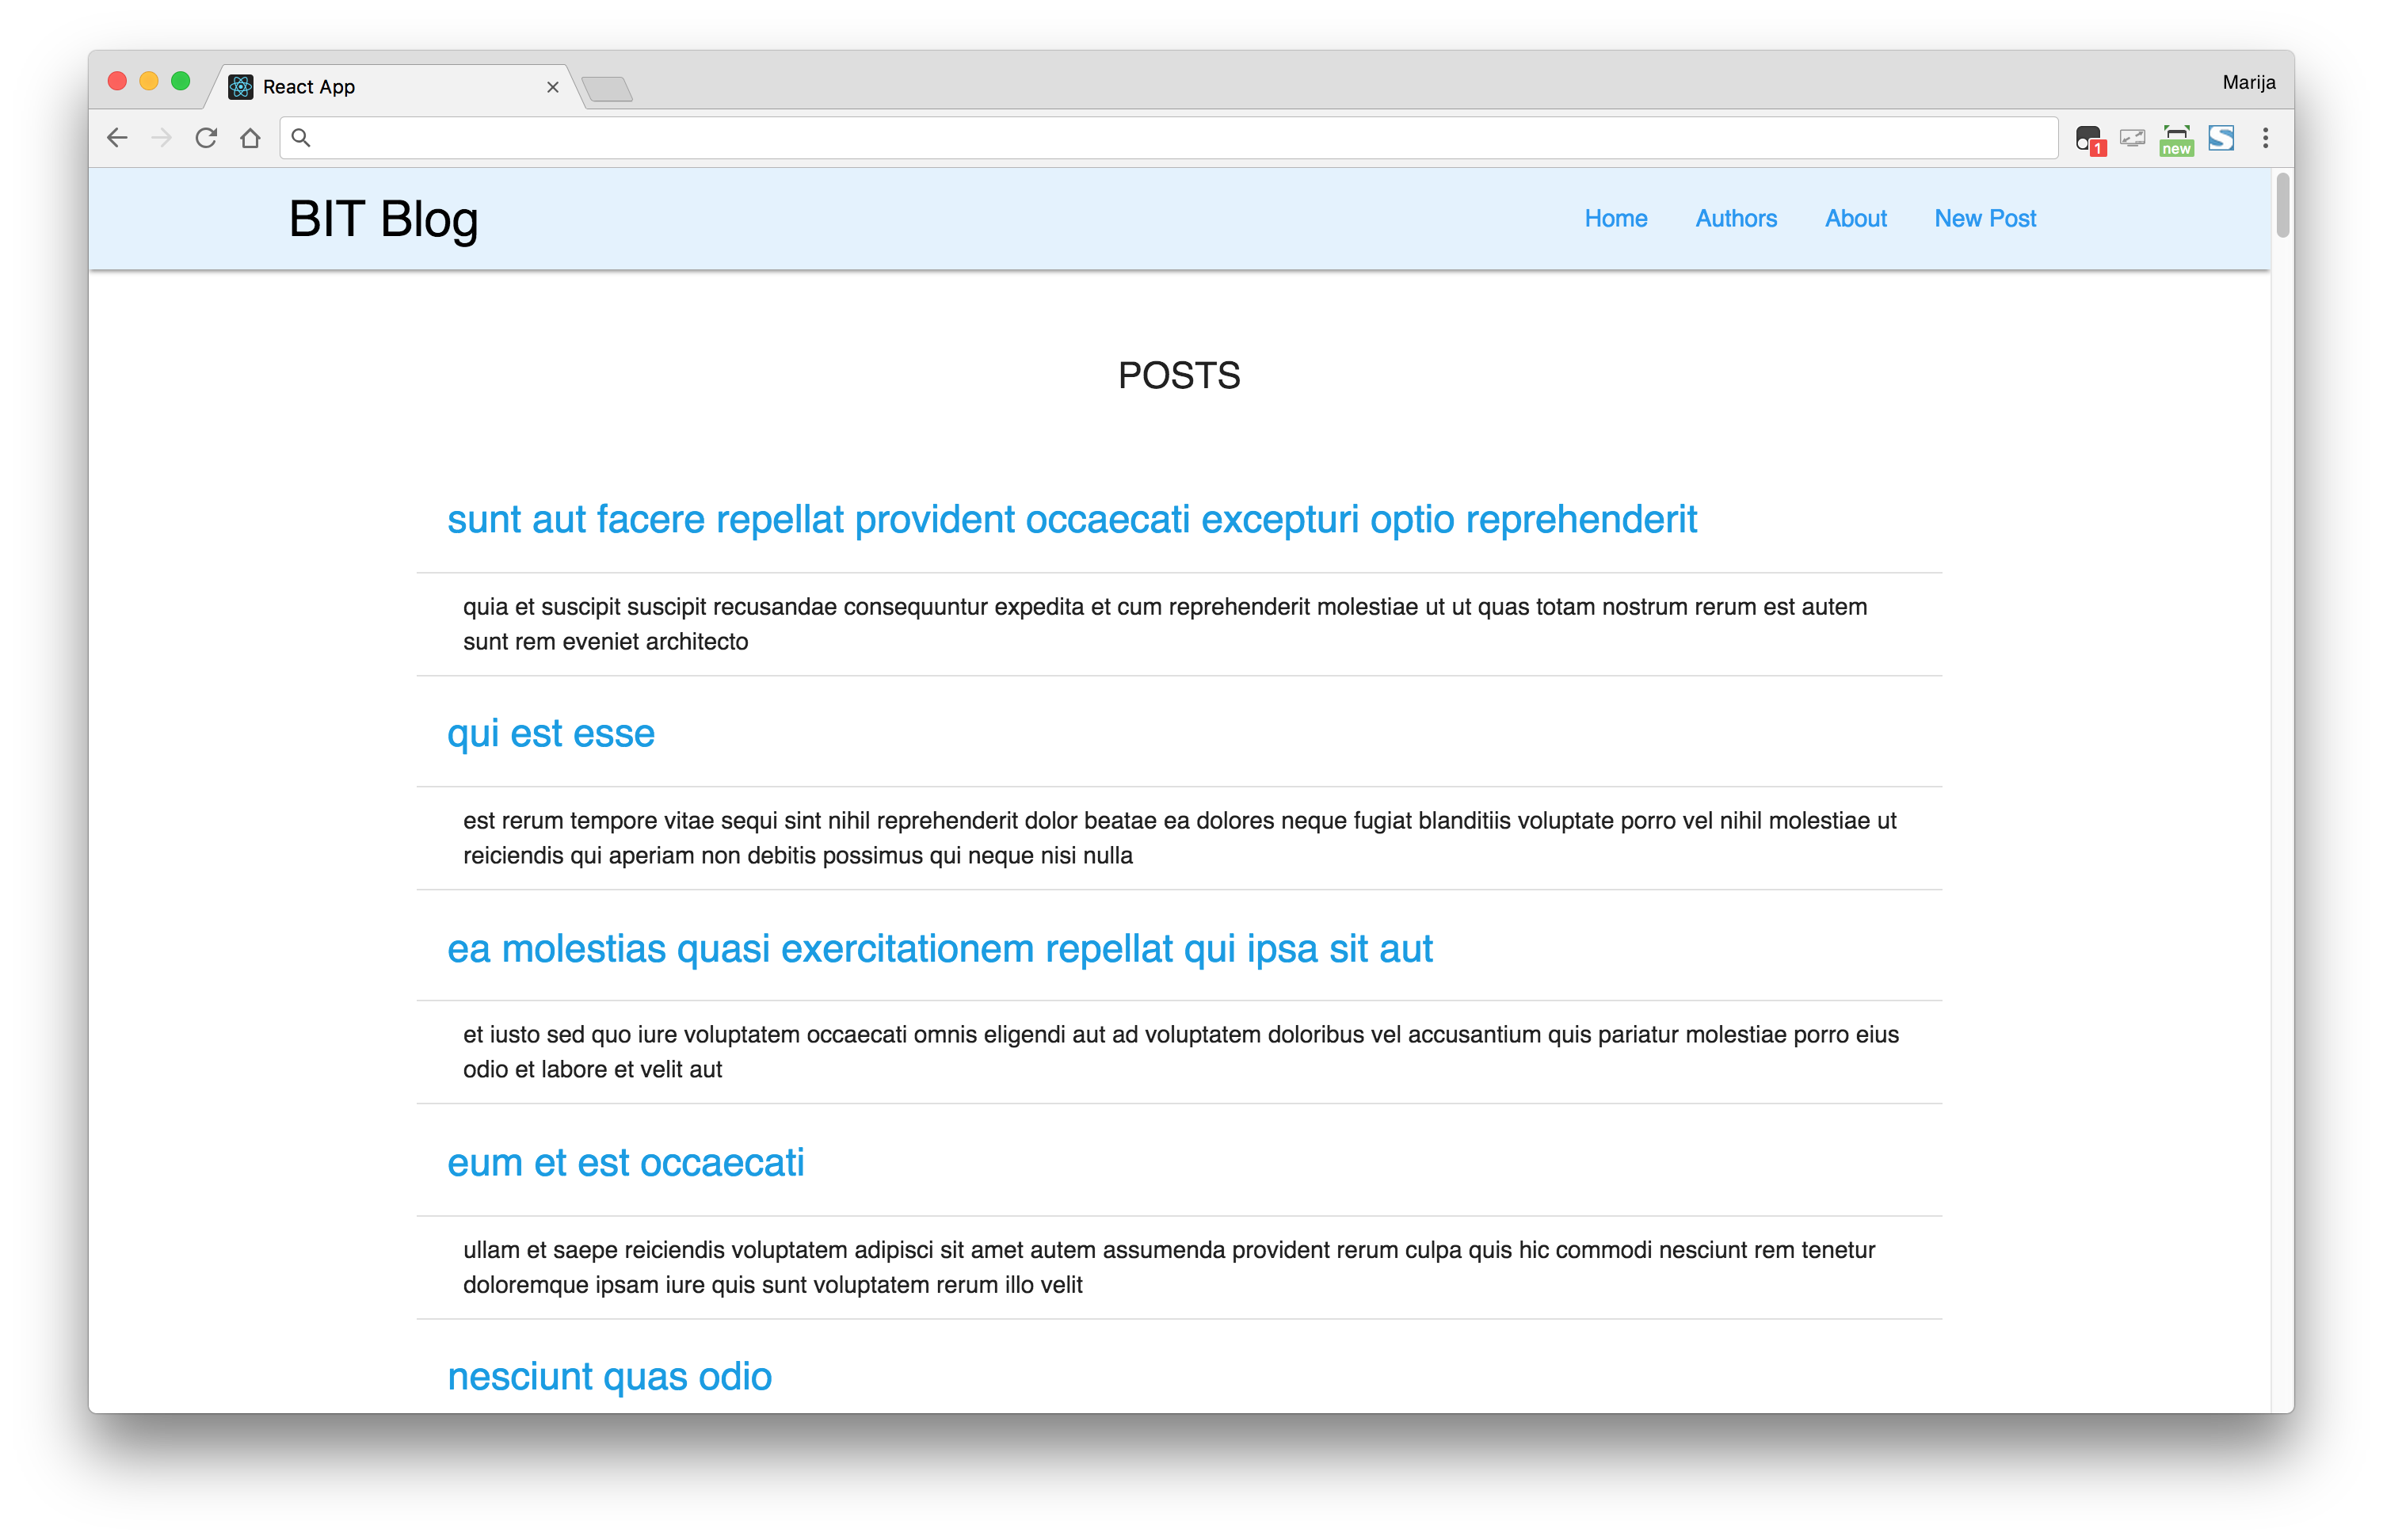 React App
Marija
1
new
BIT Blog
Home Authors About New Post
POSTS
sunt aut facere repellat provident occaecati excepturi optio reprehenderit
quia et suscipit suscipit recusandae consequuntur expedita et cum reprehenderit molestiae ut ut quas totam nostrum rerum est autem
sunt rem eveniet architecto
qui est esse
est rerum tempore vitae sequi sint nihil reprehenderit dolor beatae ea dolores neque fugiat blanditiis voluptate porro vel nihil molestiae ut
reiciendis qui aperiam non debitis possimus qui neque nisi nulla
ea molestias quasi exercitationem repellat qui ipsa sit aut
et iusto sed quo iure voluptatem occaecati omnis eligendi aut ad voluptatem doloribus vel accusantium quis pariatur molestiae porro eius
odio et labore et velit aut
eum et est occaecati
ullam et saepe reiciendis voluptatem adipisci sit amet autem assumenda provident rerum culpa quis hic commodi nesciunt rem tenetur
doloremque ipsam iure quis sunt voluptatem rerum illo velit
nesciunt quas odio